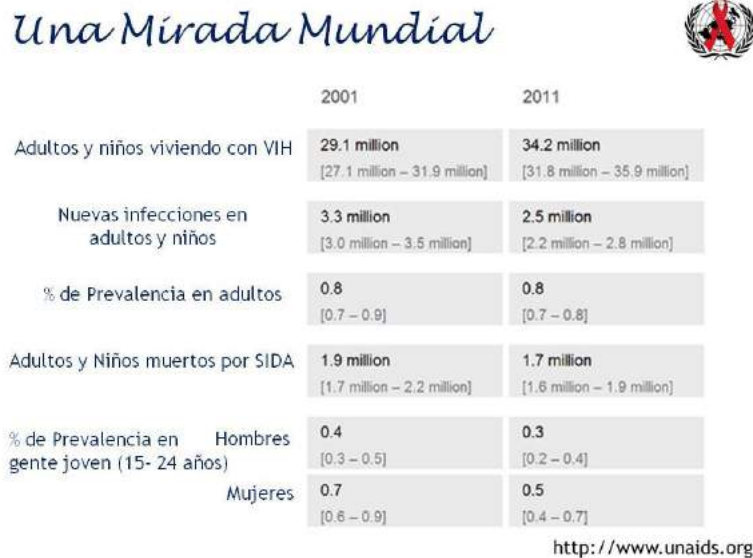 Una Mirada Mundial
2001 2011
Adultos y niños viviendo con VIH 29.1 million 34.2 million
[27.1 million – 31.9 million] [31.8 million – 35.9 million]
Nuevas infecciones en 3.3 million 2.5 million
adultos y niños [3.0 million – 3.5 million] [2.2 million – 2.8 million]
% de Prevalencia en adultos 0.8 0.8
[0.7 – 0.9] [0.7 – 0.8]
Adultos y Niños muertos por SIDA 1.9 million 1.7 million
[1.7 million – 2.2 million] [1.6 million – 1.9 million]
% de Prevalencia en Hombres 0.4 0.3
gente joven (15- 24 años) [0.3 – 0.5] [0.2 – 0.4]
Mujeres 0.7 0.5
[0.6 – 0.9] [0.4 – 0.7]
http://www.unaids.org